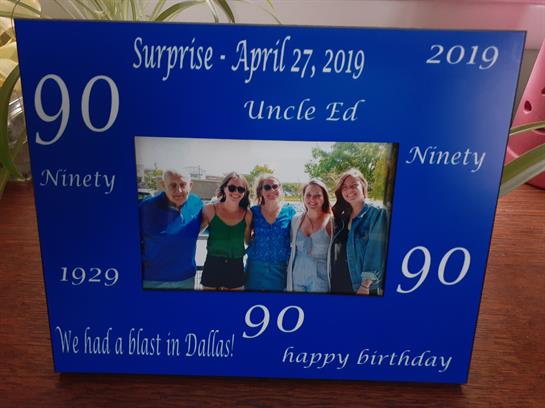 Surprise - April 27, 2019
2019
90
Uncle Ed
Ninety
Ninety
1929
90
90
We had a blast in Dallas!
happy birthday